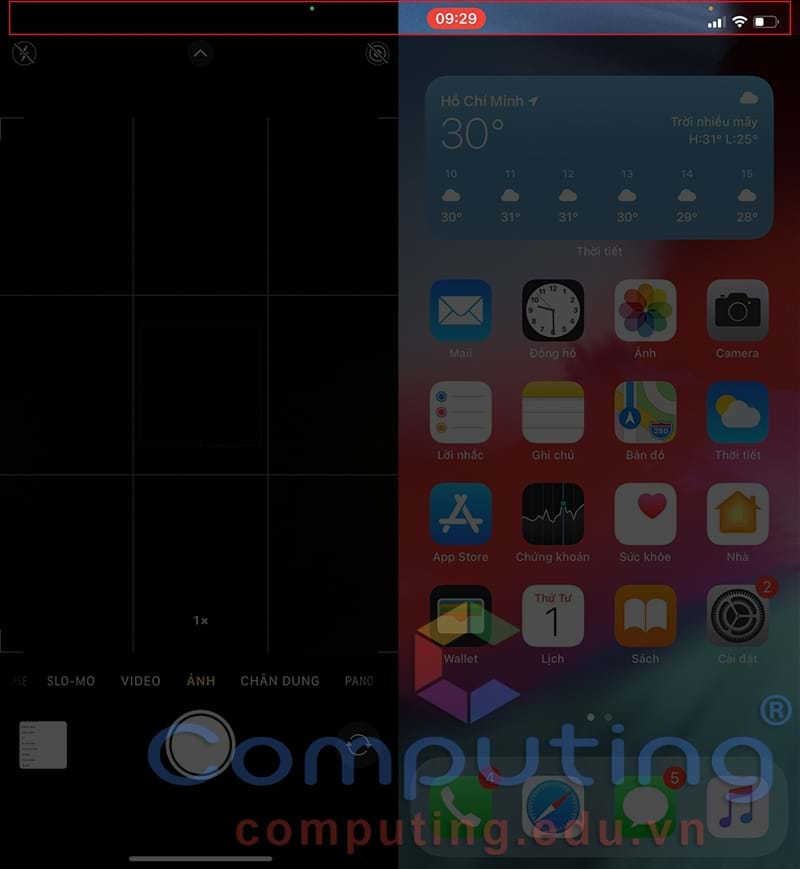 09:29
Hồ Chí Minh
30°
Trời nhiều mây
H:31° L:25°
10 11 12 13 14 15
30° 31° 31° 30° 29° 28°
Thời tiết
Mail Đồng hồ Ảnh Camera
280
Lời nhắc Ghi chú Bản đồ Thời tiết
App Store Chứng khoán Sức khỏe Nhà
2
Thứ Tư
1
Wallet Lịch Sách Cài đặt
4 5
1×
SLO-MO VIDEO ẢNH CHÂN DUNG PANO
Computing®
computing.edu.vn